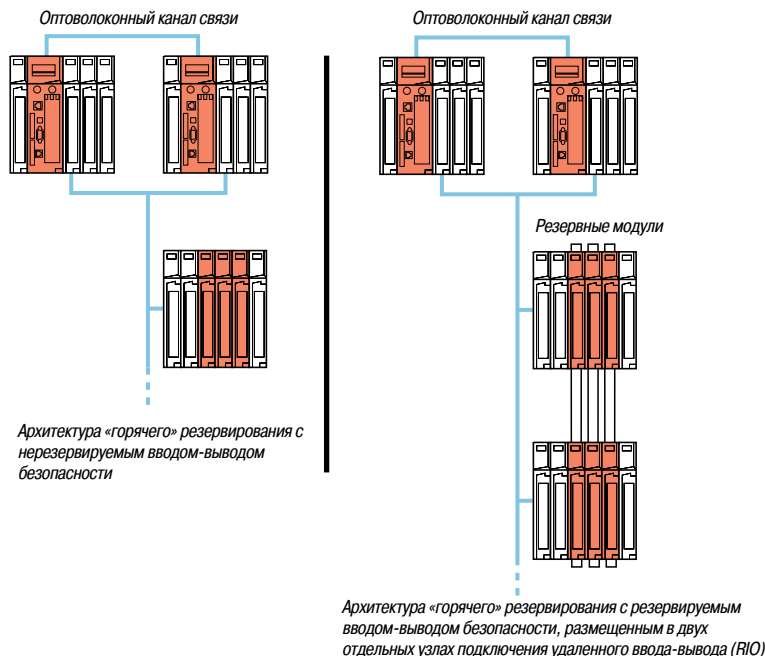 Оптоволоконный канал связи
Оптоволоконный канал связи
Резервные модули
Архитектура «горячего» резервирования с
нерезервируемым вводом-выводом
безопасности
Архитектура «горячего» резервирования с резервируемым
вводом-выводом безопасности, размещенным в двух
отдельных узлах подключения удаленного ввода-вывода (RIO)